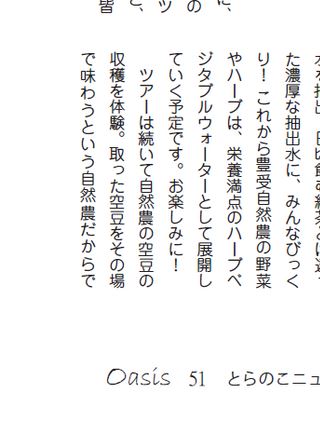 た濃厚な抽出水に、みんなびっく
り！ これから豊受自然農の野菜
やハーブは、栄養満点のハーブベ
ジタブルウォーターとして展開し
ていく予定です。お楽しみに！
ツアーは続いて自然農の空豆の
収穫を体験。取った空豆をその場
で味わうという自然農だからで
Oasis 51 とらのこニュ